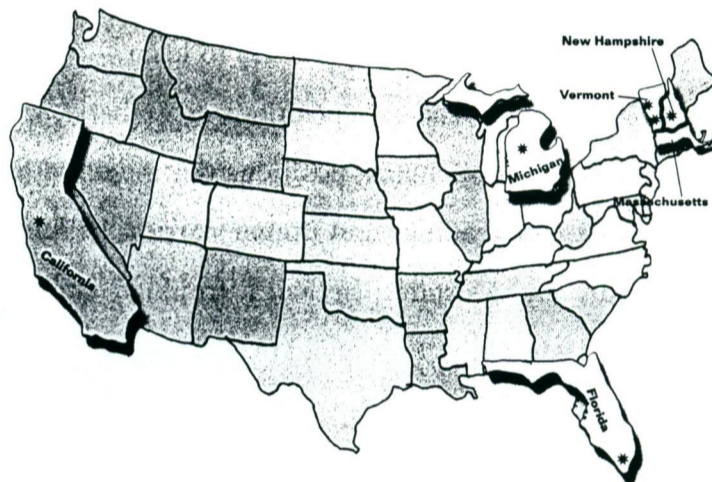 New Hampshire
Vermont
Michigan
Massachusetts
California
Florida